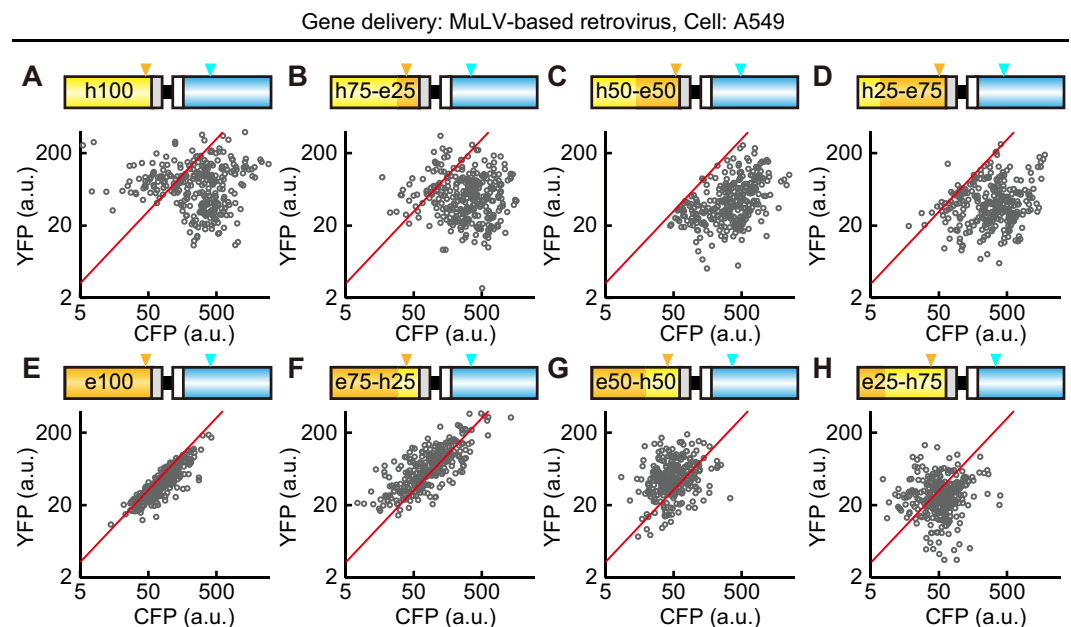 Gene delivery: MuLV-based retrovirus, Cell: A549
A
h100
B
h75-e25
C
h50-e50
D
h25-e75
YFP (a.u.)
200
20
2
5
50
500
CFP (a.u.)
YFP (a.u.)
200
20
2
5
50
500
CFP (a.u.)
YFP (a.u.)
200
20
2
5
50
500
CFP (a.u.)
YFP (a.u.)
200
20
2
5
50
500
CFP (a.u.)
E
e100
F
e75-h25
G
e50-h50
H
e25-h75
YFP (a.u.)
200
20
2
5
50
500
CFP (a.u.)
YFP (a.u.)
200
20
2
5
50
500
CFP (a.u.)
YFP (a.u.)
200
20
2
5
50
500
CFP (a.u.)
YFP (a.u.)
200
20
2
5
50
500
CFP (a.u.)